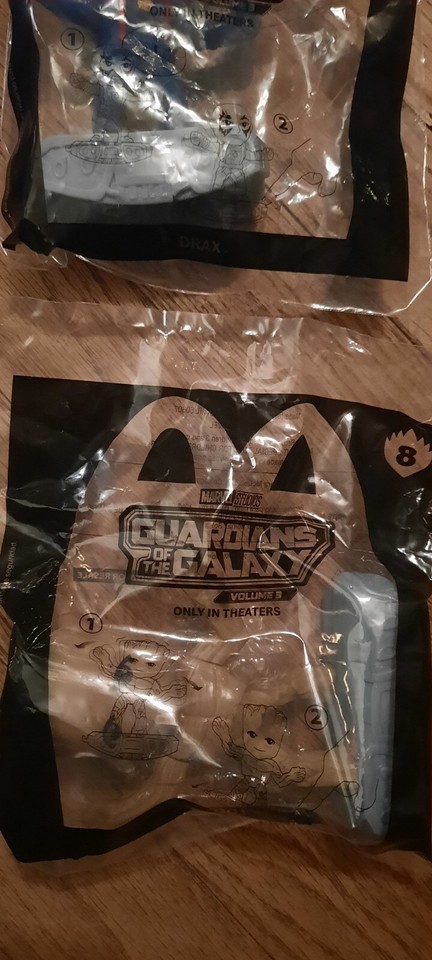 ONLY IN THEATERS
1
2
DRAX
8
MARVEL STUDIOS
GUARDIANS
OF THE GALAXY
VOLUME 3
ONLY IN THEATERS
1
2